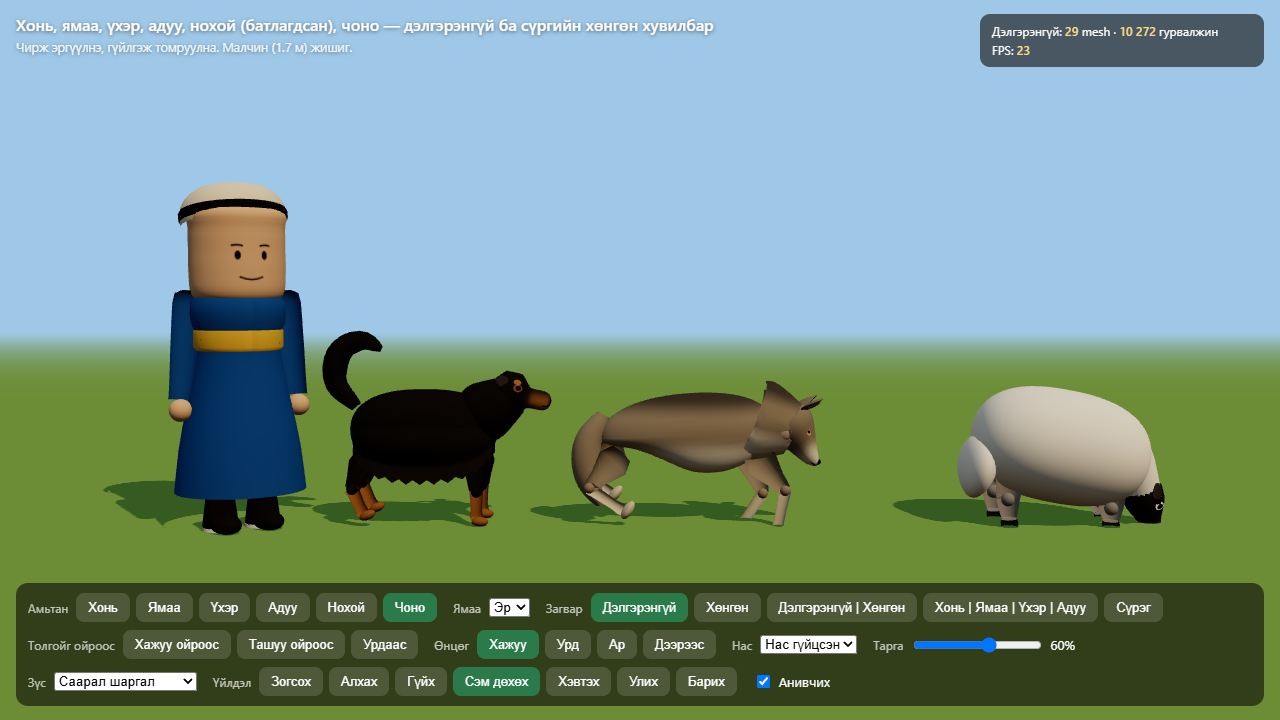 Хонь, ямаа, үхэр, адуу, нохой (батлагдсан), чоно — дэлгэрэнгүй ба сүргийн хөнгөн хувилбар
Чирж эргүүлнэ, гүйлгэж томруулна. Малчин (1.7 м) жишиг.
Дэлгэрэнгүй: 29 mesh · 10 272 гурвалжин
FPS: 23
Амьтан Хонь Ямаа Үхэр Адуу Нохой Чоно Ямаа Эр Загвар Дэлгэрэнгүй Хөнгөн Дэлгэрэнгүй | Хөнгөн Хонь | Ямаа | Үхэр | Адуу Сүрэг
Толгойг ойроос Хажуу ойроос Ташуу ойроос Урдаас Өнцөг Хажуу Урд Ар Дээрээс Нас Нас гүйцсэн Тарга 60%
Зүс Саарал шаргал Үйлдэл Зогсох Алхах Гүйх Сэм дөхөх Хэвтэх Улих Барих Анивчих